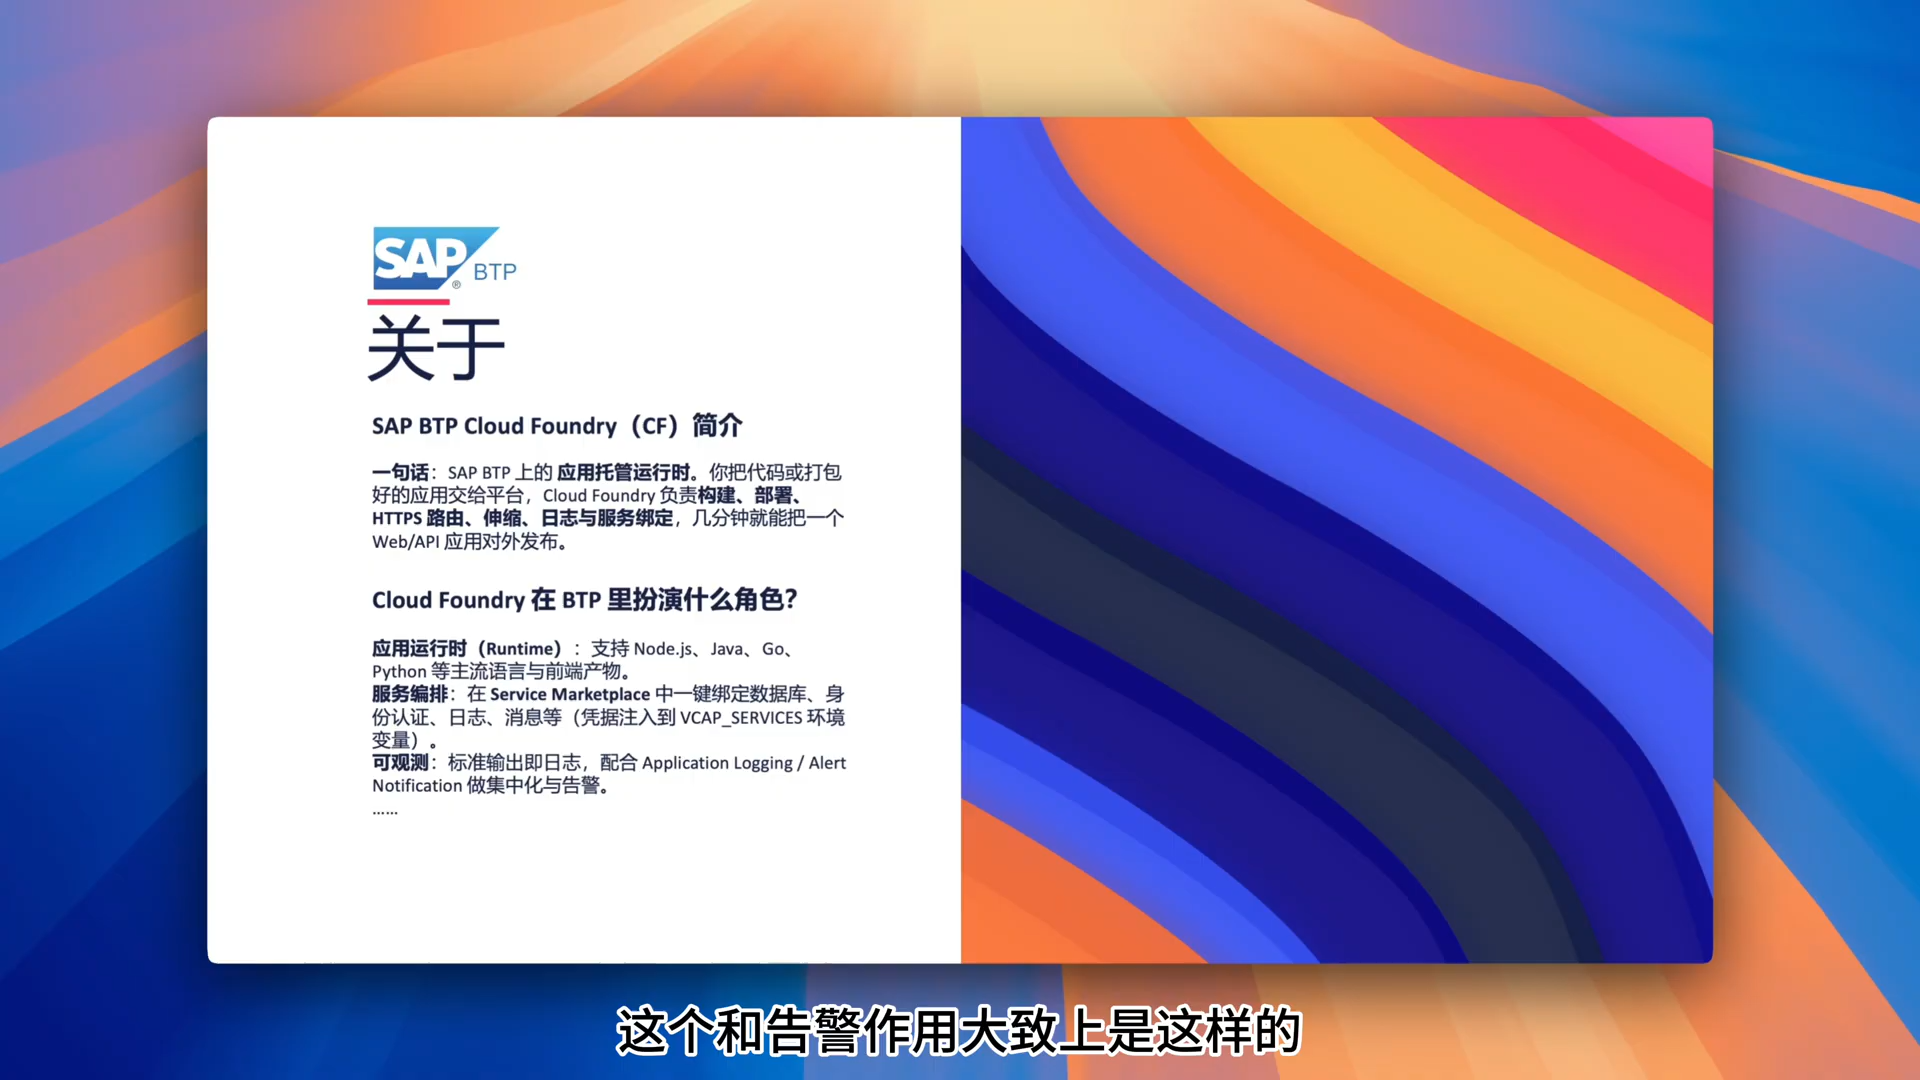 SAP® BTP
关于
SAP BTP Cloud Foundry（CF）简介
一句话：SAP BTP 上的 应用托管运行时。你把代码或打包
好的应用交给平台，Cloud Foundry 负责构建、部署、
HTTPS 路由、伸缩、日志与服务绑定，几分钟就能把一个
Web/API 应用对外发布。
Cloud Foundry 在 BTP 里扮演什么角色？
应用运行时（Runtime）：支持 Node.js、Java、Go、
Python 等主流语言与前端产物。
服务编排：在 Service Marketplace 中一键绑定数据库、身
份认证、日志、消息等（凭据注入到 VCAP_SERVICES 环境
变量）。
可观测：标准输出即日志，配合 Application Logging / Alert
Notification 做集中化与告警。
……
这个和告警作用大致上是这样的